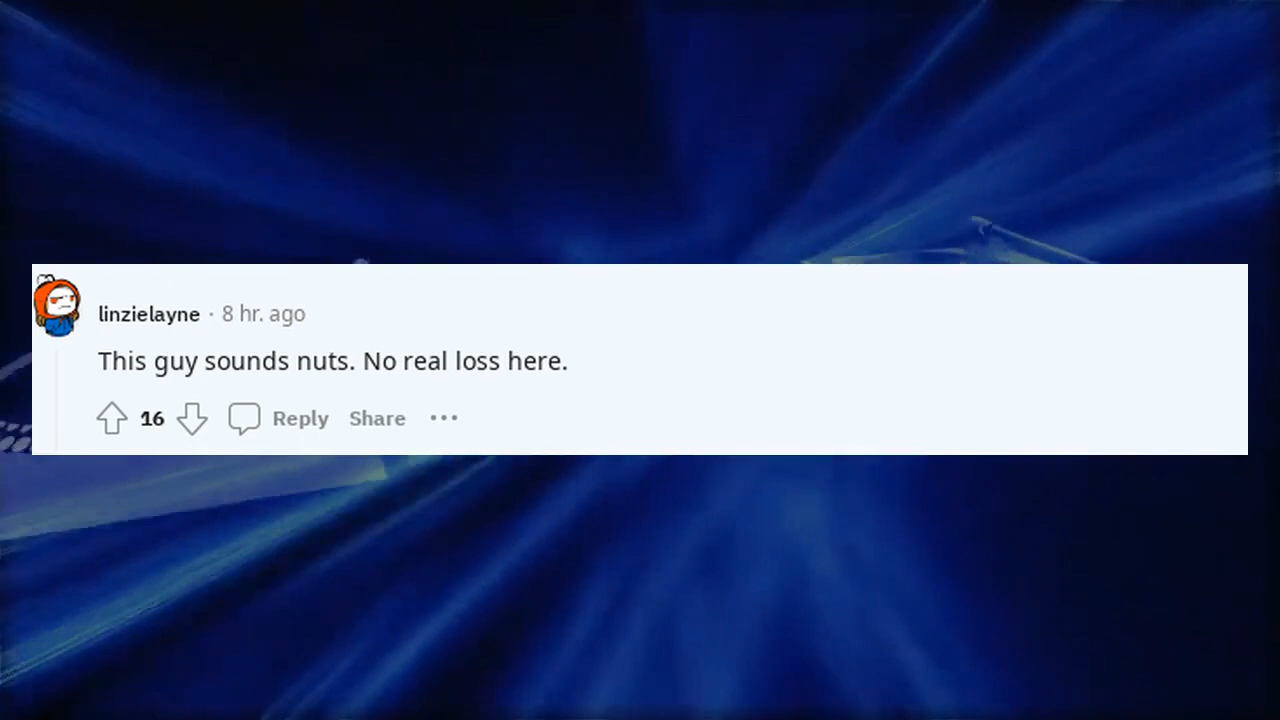 linzielayne · 8 hr. ago
This guy sounds nuts. No real loss here.
16 Reply Share ···